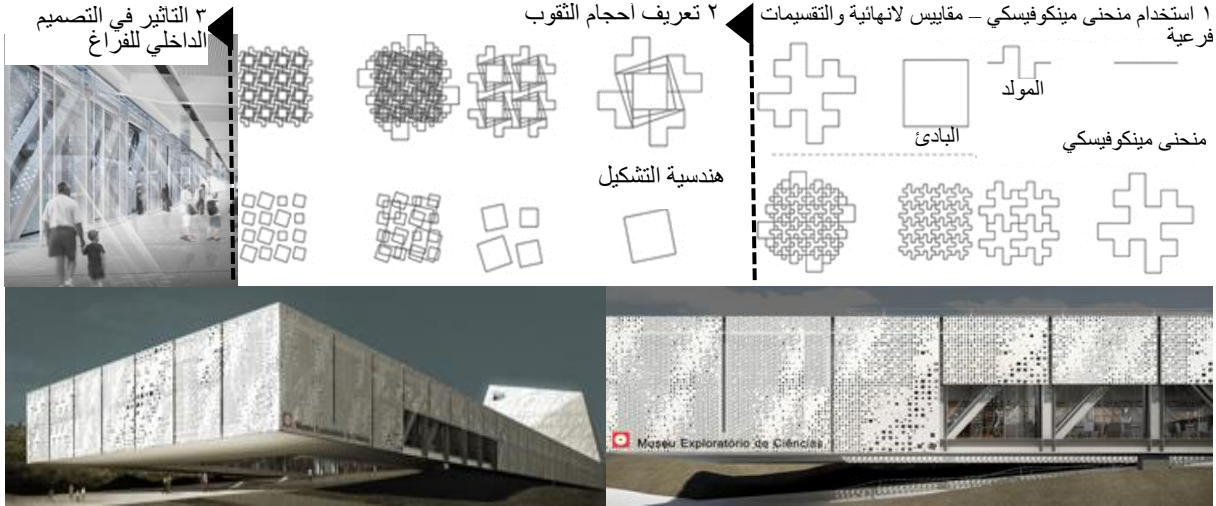 ١ استخدام منحنى مينكوفيسكي – مقاييس لانهائية والتقسيمات
فرعية
المولد
البادئ
منحنى مينكوفيسكي
٢ تعريف أحجام الثقوب
هندسية التشكيل
٣ التأثير في التصميم
الداخلي للفراغ
Museu Exploratório de Ciências